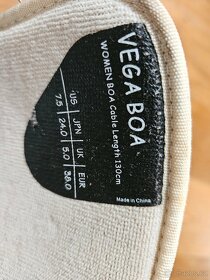 VEGA BOA
WOMEN BOA Cable Length 130cm
US JPN UK EUR
7.5 24.0 5.0 38.0
Made in China